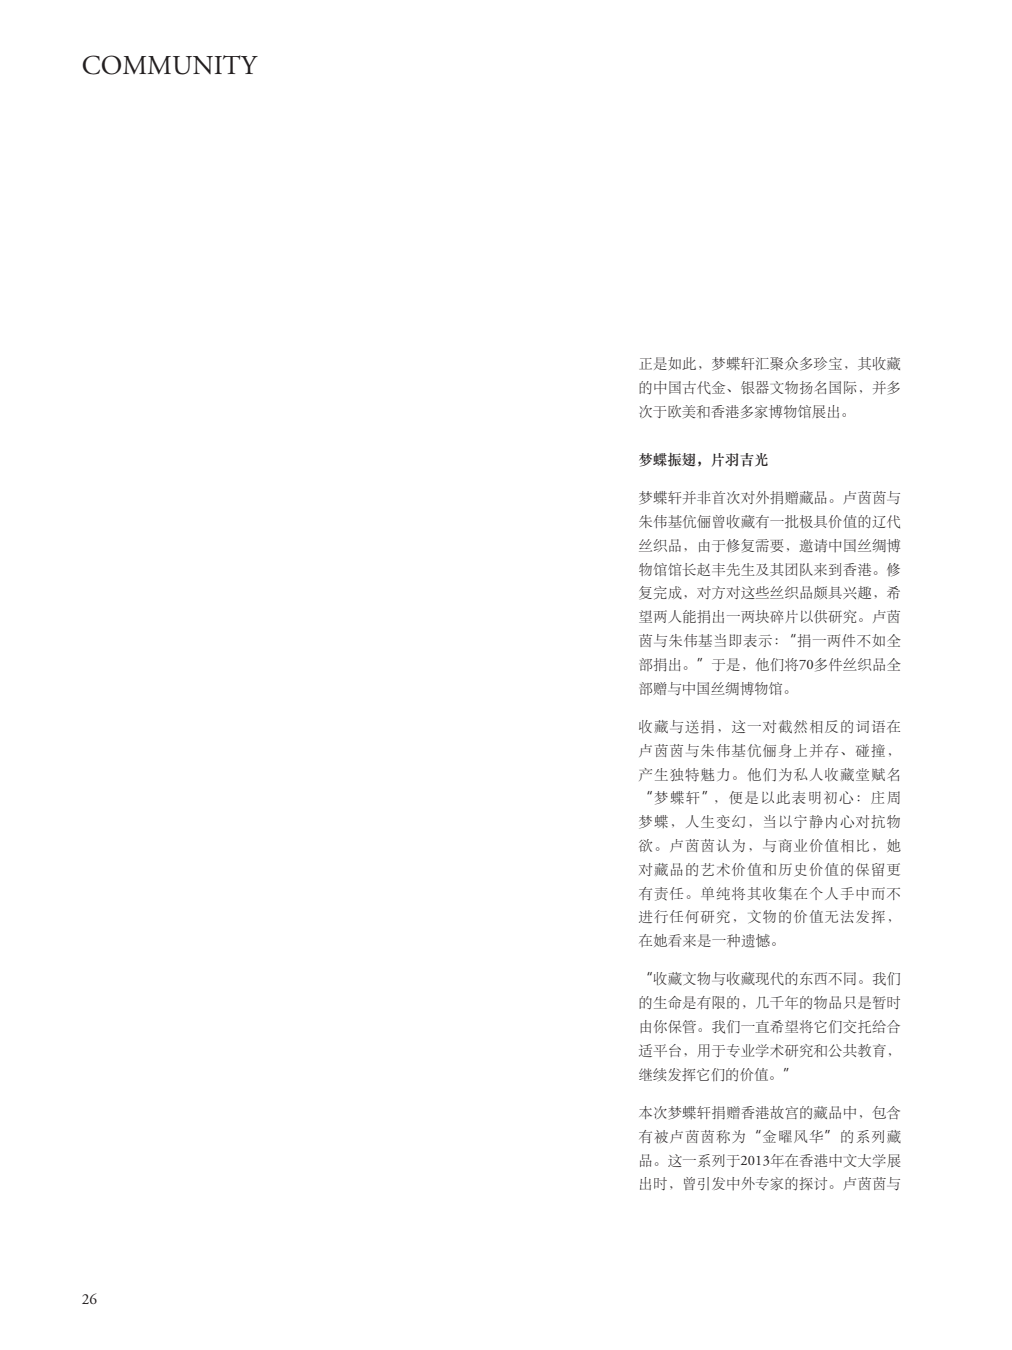 COMMUNITY
正是如此，梦蝶轩汇聚众多珍宝，其收藏
的中国古代金、银器文物扬名国际，并多
次于欧美和香港多家博物馆展出。
梦蝶振翅，片羽吉光
梦蝶轩并非首次对外捐赠藏品。卢茵茵与
朱伟基伉俪曾收藏有一批极具价值的辽代
丝织品，由于修复需要，邀请中国丝绸博
物馆馆长赵丰先生及其团队来到香港。修
复完成，对方对这些丝织品颇具兴趣，希
望两人能捐出一两块碎片以供研究。卢茵
茵与朱伟基当即表示：“捐一两件不如全
部捐出。”于是，他们将70多件丝织品全
部赠与中国丝绸博物馆。
收藏与送捐，这一对截然相反的词语在
卢茵茵与朱伟基伉俪身上并存、碰撞，
产生独特魅力。他们为私人收藏堂赋名
“梦蝶轩”，便是以此表明初心：庄周
梦蝶，人生变幻，当以宁静内心对抗物
欲。卢茵茵认为，与商业价值相比，她
对藏品的艺术价值和历史价值的保留更
有责任。单纯将其收集在个人手中而不
进行任何研究，文物的价值无法发挥，
在她看来是一种遗憾。
“收藏文物与收藏现代的东西不同。我们
的生命是有限的，几千年的物品只是暂时
由你保管。我们一直希望将它们交托给合
适平台，用于专业学术研究和公共教育，
继续发挥它们的价值。”
本次梦蝶轩捐赠香港故宫的藏品中，包含
有被卢茵茵称为“金曜风华”的系列藏
品。这一系列于2013年在香港中文大学展
出时，曾引发中外专家的探讨。卢茵茵与
26